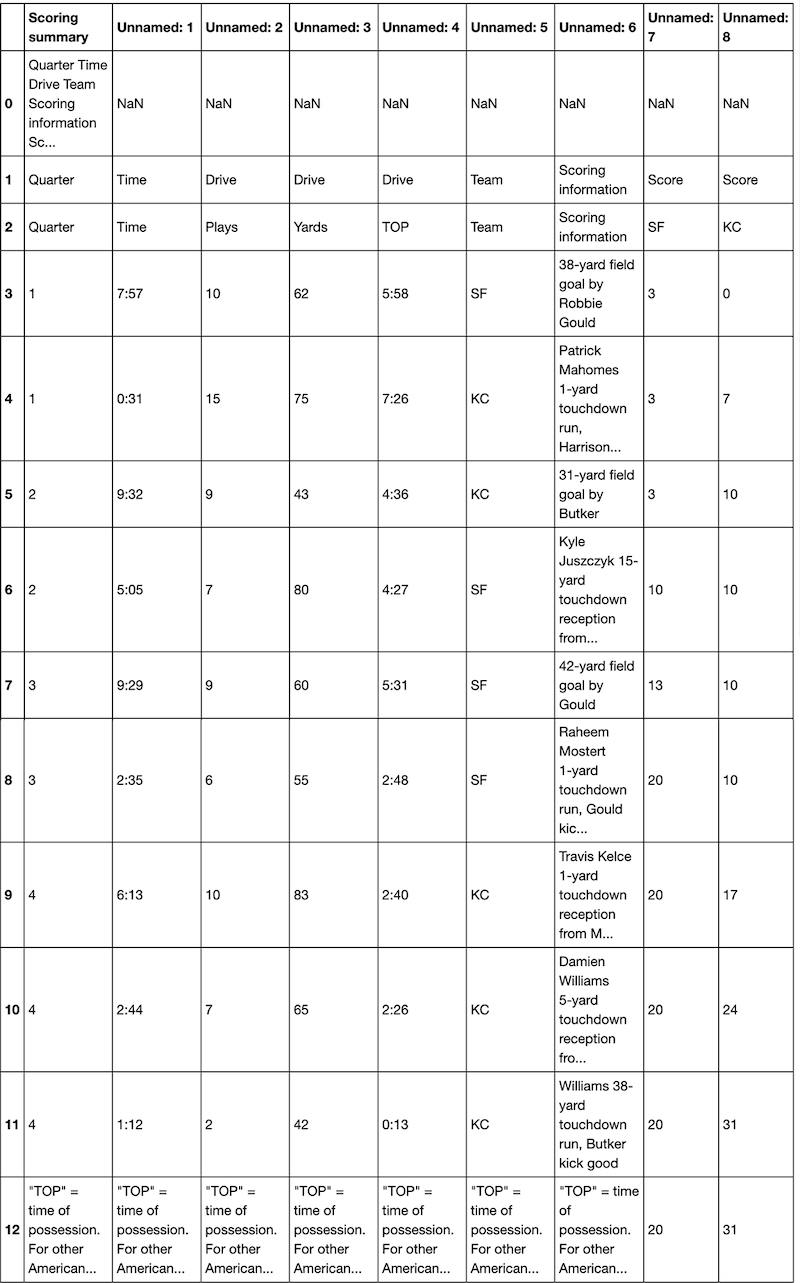 Scoring summary Unnamed: 1 Unnamed: 2 Unnamed: 3 Unnamed: 4 Unnamed: 5 Unnamed: 6 Unnamed: 7 Unnamed: 8
0 Quarter Time Drive Team Scoring information Sc... NaN NaN NaN NaN NaN NaN NaN NaN
1 Quarter Time Drive Drive Drive Team Scoring information Score Score
2 Quarter Time Plays Yards TOP Team Scoring information SF KC
3 1 7:57 10 62 5:58 SF 38-yard field goal by Robbie Gould 3 0
4 1 0:31 15 75 7:26 KC Patrick Mahomes 1-yard touchdown run, Harrison... 3 7
5 2 9:32 9 43 4:36 KC 31-yard field goal by Butker 3 10
6 2 5:05 7 80 4:27 SF Kyle Juszczyk 15-yard touchdown reception from... 10 10
7 3 9:29 9 60 5:31 SF 42-yard field goal by Gould 13 10
8 3 2:35 6 55 2:48 SF Raheem Mostert 1-yard touchdown run, Gould kic... 20 10
9 4 6:13 10 83 2:40 KC Travis Kelce 1-yard touchdown reception from M... 20 17
10 4 2:44 7 65 2:26 KC Damien Williams 5-yard touchdown reception fro... 20 24
11 4 1:12 2 42 0:13 KC Williams 38-yard touchdown run, Butker kick good 20 31
12 "TOP" = time of possession. For other American... "TOP" = time of possession. For other American... "TOP" = time of possession. For other American... "TOP" = time of possession. For other American... "TOP" = time of possession. For other American... "TOP" = time of possession. For other American... "TOP" = time of possession. For other American... 20 31